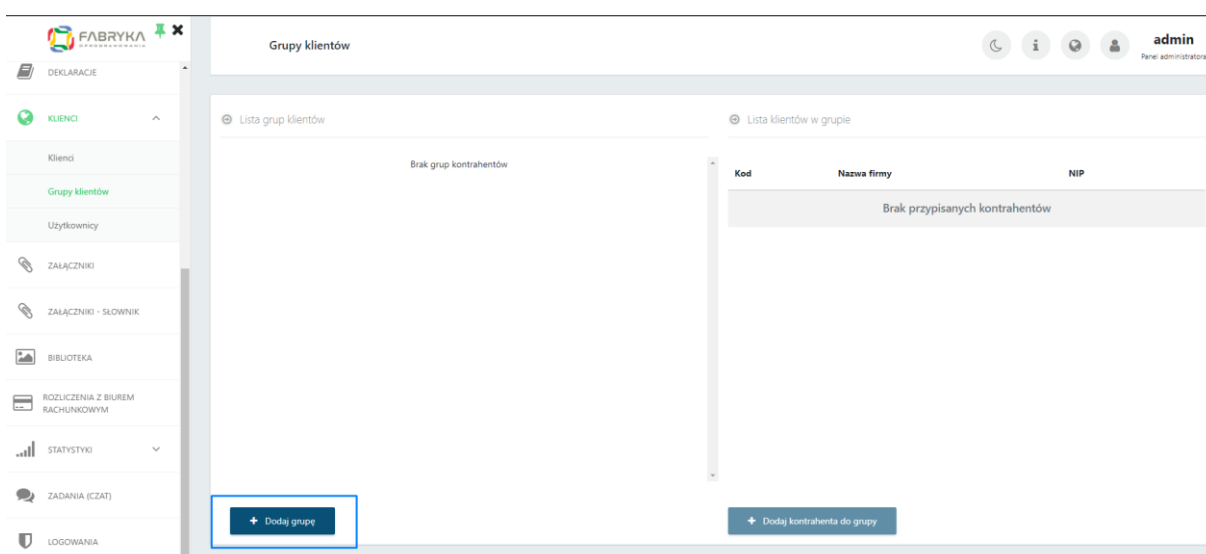 FABRYKA
OPROGRAMOWANIA
DEKLARACJE
KLIENCI
Klienci
Grupy klientów
Użytkownicy
ZAŁĄCZNIKI
ZAŁĄCZNIKI - SŁOWNIK
BIBLIOTEKA
ROZLICZENIA Z BIUREM
RACHUNKOWYM
STATYSTYKI
ZADANIA (CZAT)
LOGOWANIA
Grupy klientów
admin
Panel administratora
Lista grup klientów
Brak grup kontrahentów
+ Dodaj grupę
Lista klientów w grupie
Kod Nazwa firmy NIP
Brak przypisanych kontrahentów
+ Dodaj kontrahenta do grupy